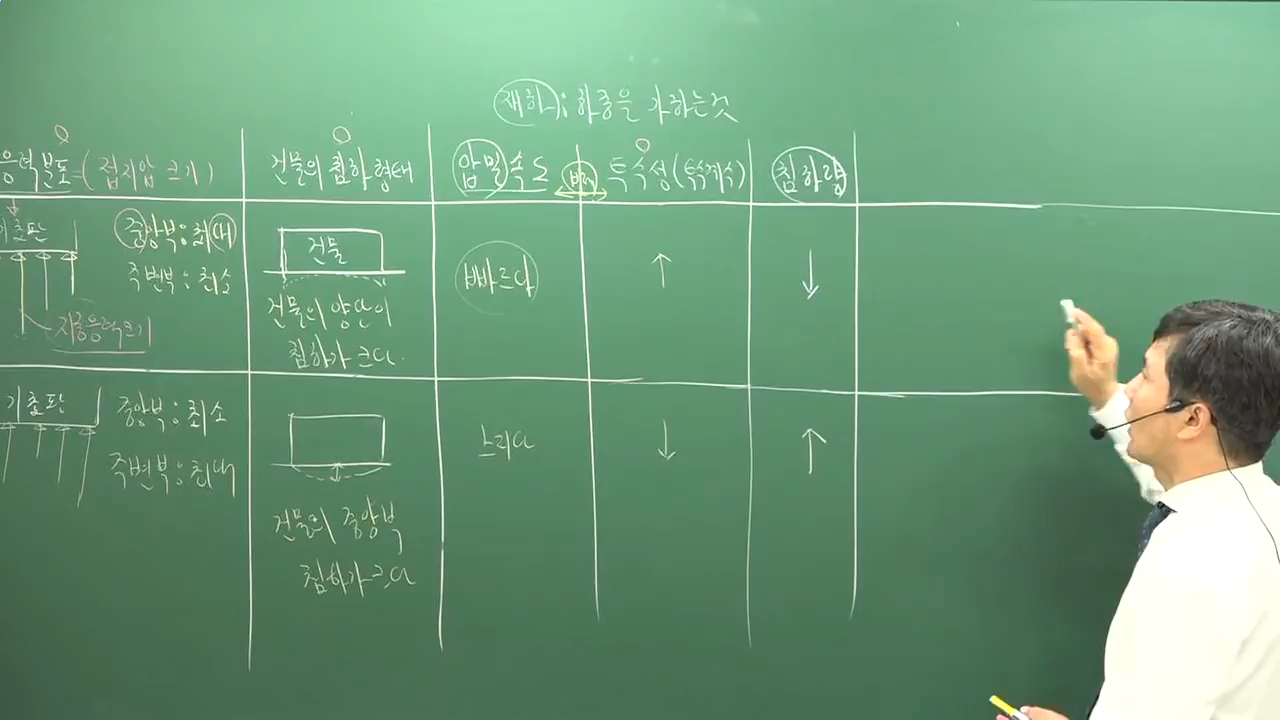 재하 : 하중을 가하는것
응력분포=(접지압 크기)
건물의 침하형태
압밀속도
비례
투수성(투수계수)
침하량
기초판
중앙부 : 최대
주변부 : 최소
지중응력크기
건물
건물의 양단이
침하가 크다.
빠르다
↑
↓
기초판
중앙부 : 최소
주변부 : 최대
건물의 중앙부
침하가 크다
느리다
↓
↑